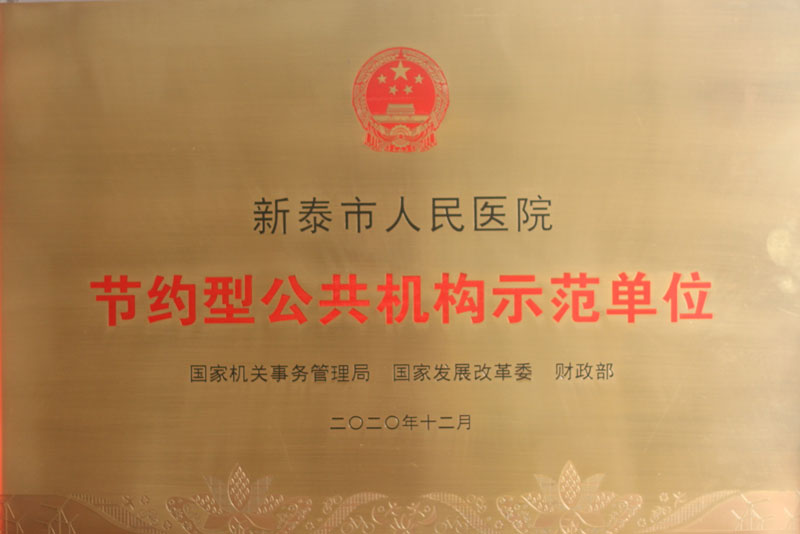 新泰市人民医院
节约型公共机构示范单位
国家机关事务管理局 国家发展改革委 财政部
二〇二〇年十二月